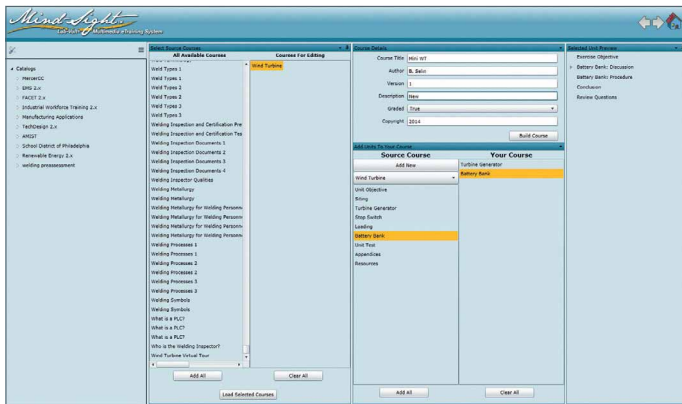 Mind-Sight
Lab-Volt® Multimedia eTraining System
Catalogs
MercerCC
EMS 2.x
FACET 2.x
Industrial Workforce Training 2.x
Manufacturing Applications
TechDesign 2.x
AMIST
School District of Philadelphia
Renewable Energy 2.x
welding preassessment
Select Source Courses
All Available Courses
Weld Types 1
Weld Types 1
Weld Types 2
Weld Types 2
Weld Types 3
Weld Types 3
Welding Inspection and Certification Pre
Welding Inspection and Certification Tes
Welding Inspection Documents 1
Welding Inspection Documents 2
Welding Inspection Documents 3
Welding Inspection Documents 4
Welding Inspector Qualities
Welding Metallurgy
Welding Metallurgy
Welding Metallurgy for Welding Personn
Welding Metallurgy for Welding Personn
Welding Metallurgy for Welding Personn
Welding Processes 1
Welding Processes 1
Welding Processes 2
Welding Processes 2
Welding Processes 3
Welding Processes 3
Welding Symbols
Welding Symbols
What is a PLC?
What is a PLC?
What is a PLC?
Who is the Welding Inspector?
Wind Turbine Virtual Tour
Add All
Courses For Editing
Wind Turbine
Clear All
Load Selected Courses
Course Details
Course Title Mini WT
Author B. Selin
Version 1
Description New
Graded True
Copyright 2014
Build Course
Add Units To Your Course
Source Course
Add New
Wind Turbine
Unit Objective
Siting
Turbine Generator
Stop Switch
Loading
Battery Bank
Unit Test
Appendices
Resources
Add All
Your Course
Turbine Generator
Battery Bank
Clear All
Selected Unit Preview
Exercise Objective
Battery Bank: Discussion
Battery Bank: Procedure
Conclusion
Review Questions